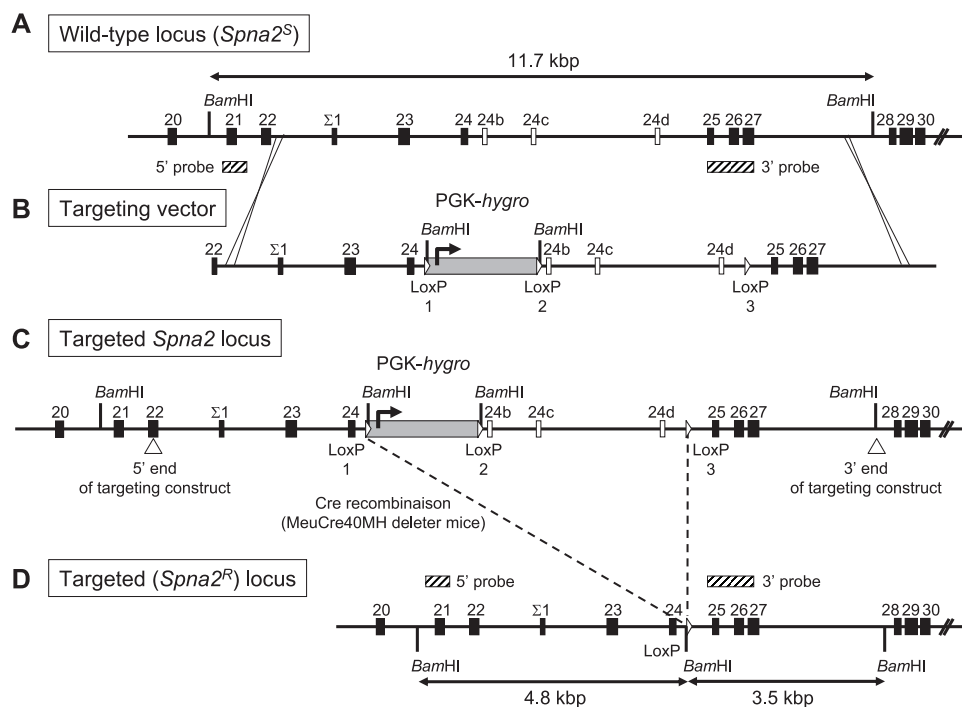 A Wild-type locus (Spna2S)
11.7 kbp
BamHI BamHI
20 21 22 Σ1 23 24 24b 24c 24d 25 26 27 28 29 30
5’ probe 3’ probe
B Targeting vector
PGK-hygro
BamHI BamHI
22 Σ1 23 24 24b 24c 24d 25 26 27
LoxP LoxP LoxP
1 2 3
C Targeted Spna2 locus
PGK-hygro
BamHI BamHI BamHI BamHI
20 21 22 Σ1 23 24 24b 24c 24d 25 26 27 28 29 30
LoxP LoxP LoxP
1 2 3
5’ end 3’ end
of targeting construct of targeting construct
Cre recombinaison
(MeuCre40MH deleter mice)
D Targeted (Spna2R) locus
5’ probe 3’ probe
20 21 22 Σ1 23 24 25 26 27 28 29 30
LoxP
BamHI BamHI BamHI
4.8 kbp 3.5 kbp